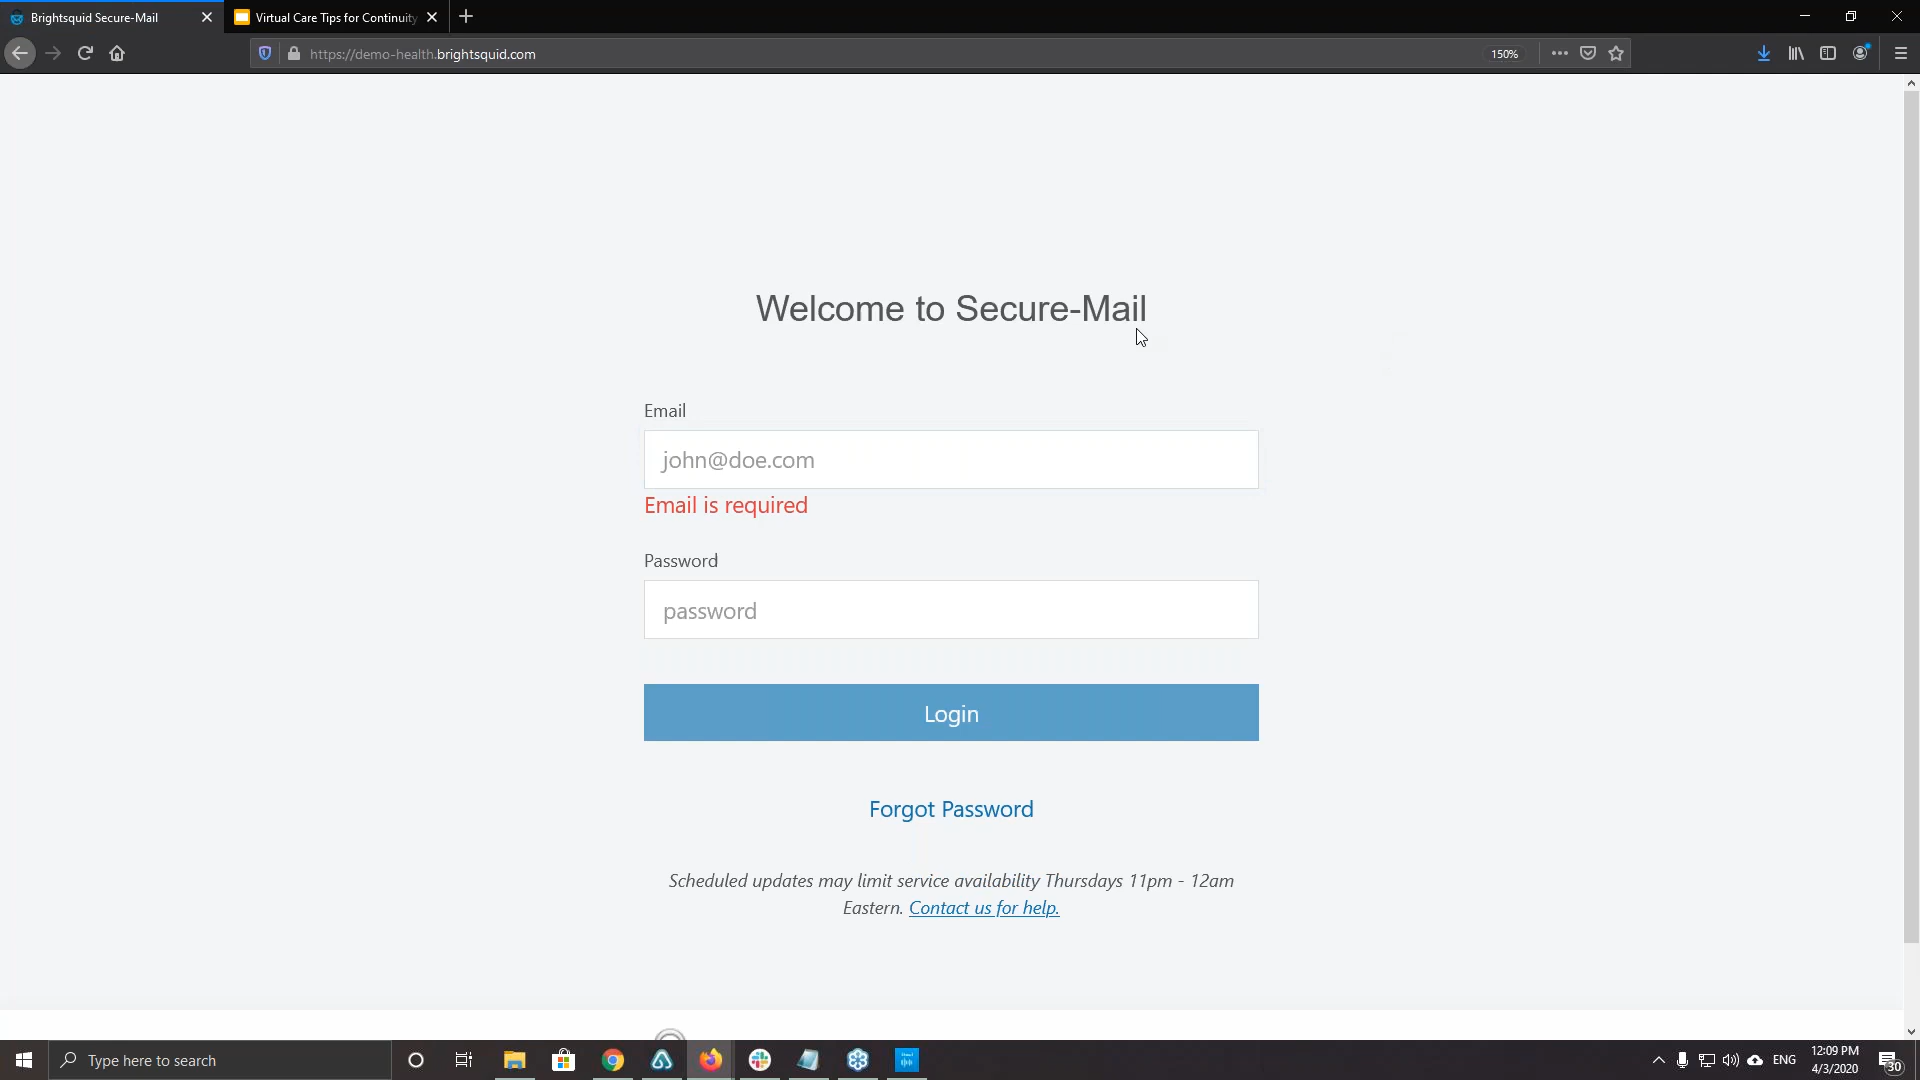 Brightsquid Secure-Mail
Virtual Care Tips for Continuity
https://demo-health.brightsquid.com
150%
Welcome to Secure-Mail
Email
john@doe.com
Email is required
Password
password
Login
Forgot Password
Scheduled updates may limit service availability Thursdays 11pm - 12am
Eastern. Contact us for help.
Type here to search
ENG
12:09 PM
4/3/2020
30